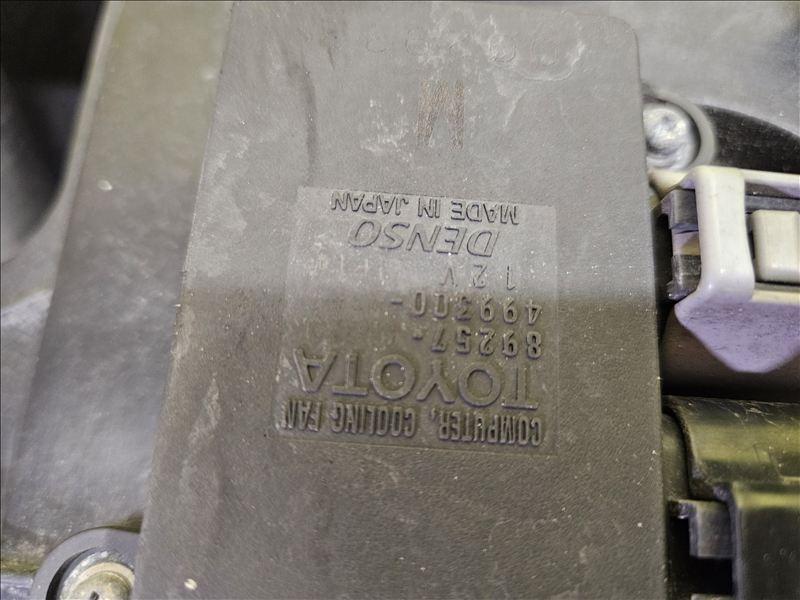 COMPUTER, COOLING FAN
TOYOTA
89257-
499300-
12V
DENSO
MADE IN JAPAN